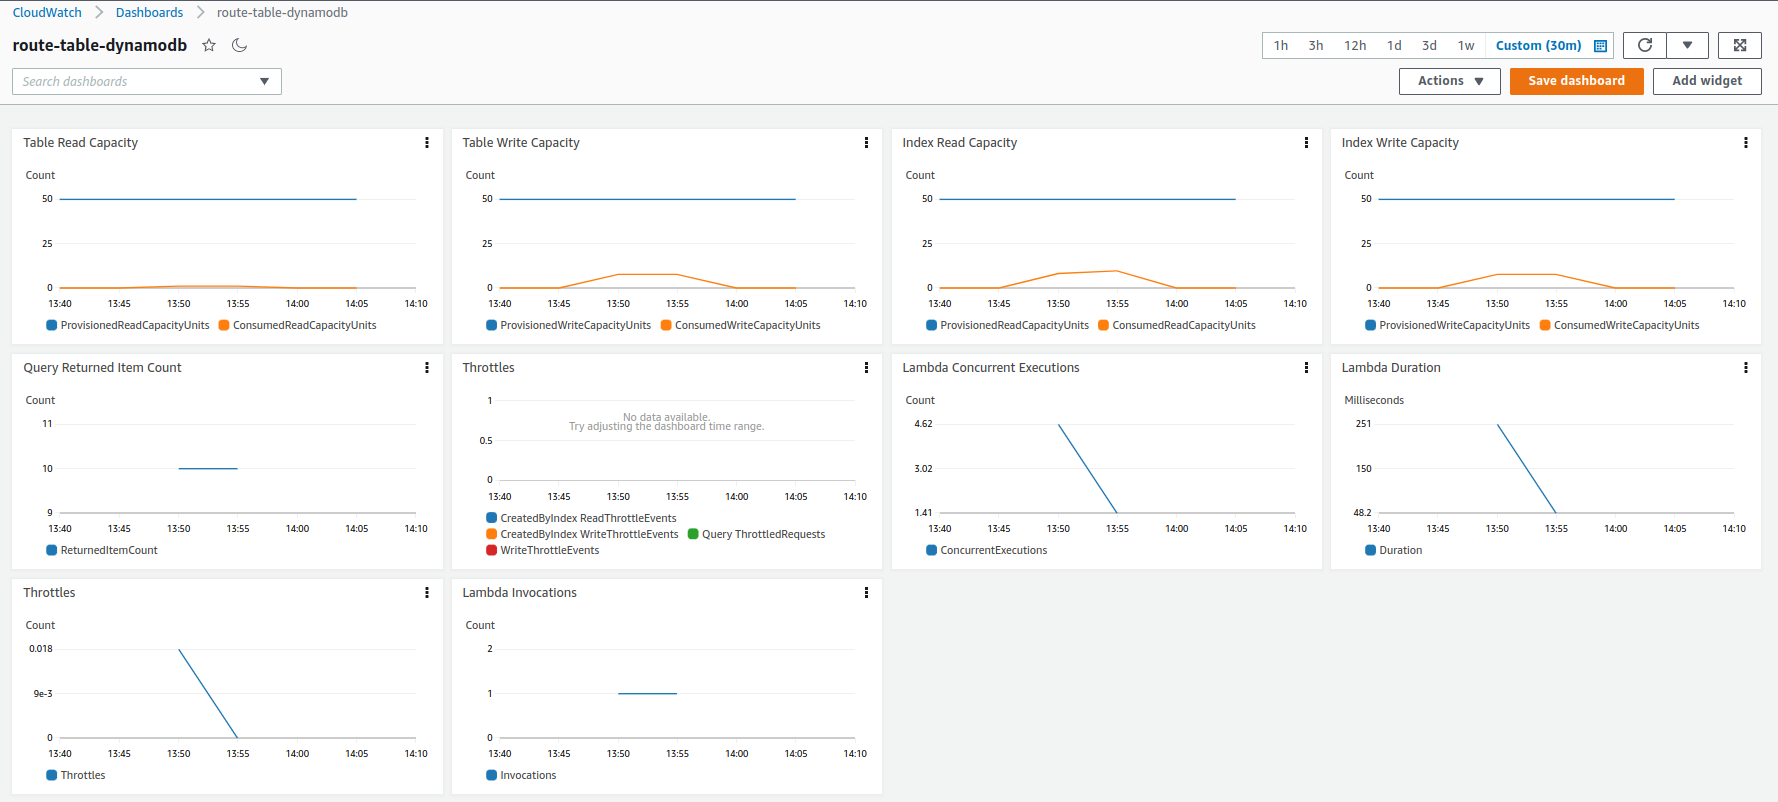 CloudWatch > Dashboards > route-table-dynamodb
route-table-dynamodb
1h 3h 12h 1d 3d 1w Custom (30m)
Search dashboards
Actions Save dashboard Add widget
Table Read Capacity
Count
50
25
0
13:40 13:45 13:50 13:55 14:00 14:05 14:10
ProvisionedReadCapacityUnits ConsumedReadCapacityUnits
Table Write Capacity
Count
50
25
0
13:40 13:45 13:50 13:55 14:00 14:05 14:10
ProvisionedWriteCapacityUnits ConsumedWriteCapacityUnits
Index Read Capacity
Count
50
25
0
13:40 13:45 13:50 13:55 14:00 14:05 14:10
ProvisionedReadCapacityUnits ConsumedReadCapacityUnits
Index Write Capacity
Count
50
25
0
13:40 13:45 13:50 13:55 14:00 14:05 14:10
ProvisionedWriteCapacityUnits ConsumedWriteCapacityUnits
Query Returned Item Count
Count
11
10
9
13:40 13:45 13:50 13:55 14:00 14:05 14:10
ReturnedItemCount
Throttles
1
No data available.
Try adjusting the dashboard time range.
0.5
0
13:40 13:45 13:50 13:55 14:00 14:05 14:10
CreatedByIndex ReadThrottleEvents
CreatedByIndex WriteThrottleEvents Query ThrottledRequests
WriteThrottleEvents
Lambda Concurrent Executions
Count
4.62
3.02
1.41
13:40 13:45 13:50 13:55 14:00 14:05 14:10
ConcurrentExecutions
Lambda Duration
Milliseconds
251
150
48.2
13:40 13:45 13:50 13:55 14:00 14:05 14:10
Duration
Throttles
Count
0.018
9e-3
0
13:40 13:45 13:50 13:55 14:00 14:05 14:10
Throttles
Lambda Invocations
Count
2
1
0
13:40 13:45 13:50 13:55 14:00 14:05 14:10
Invocations